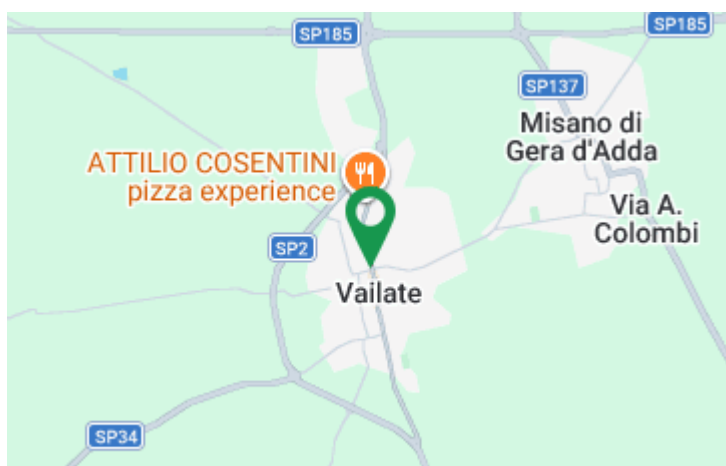 SP185
SP185
SP137
Misano di
Gera d'Adda
ATTILIO COSENTINI
pizza experience
Via A.
Colombi
SP2
Vailate
SP34